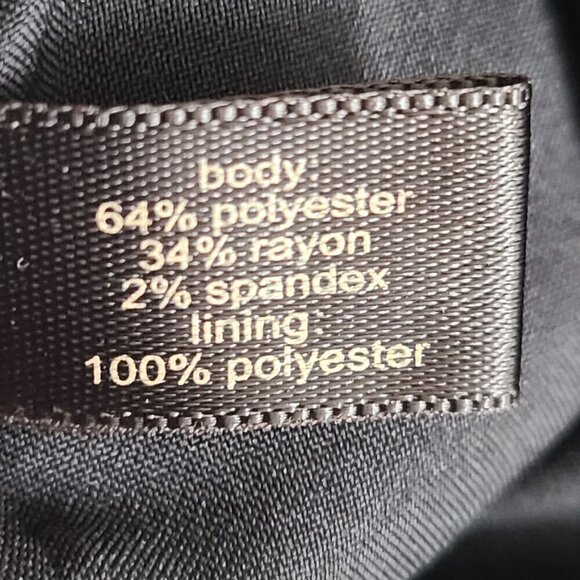 body:
64% polyester
34% rayon
2% spandex
lining:
100% polyester